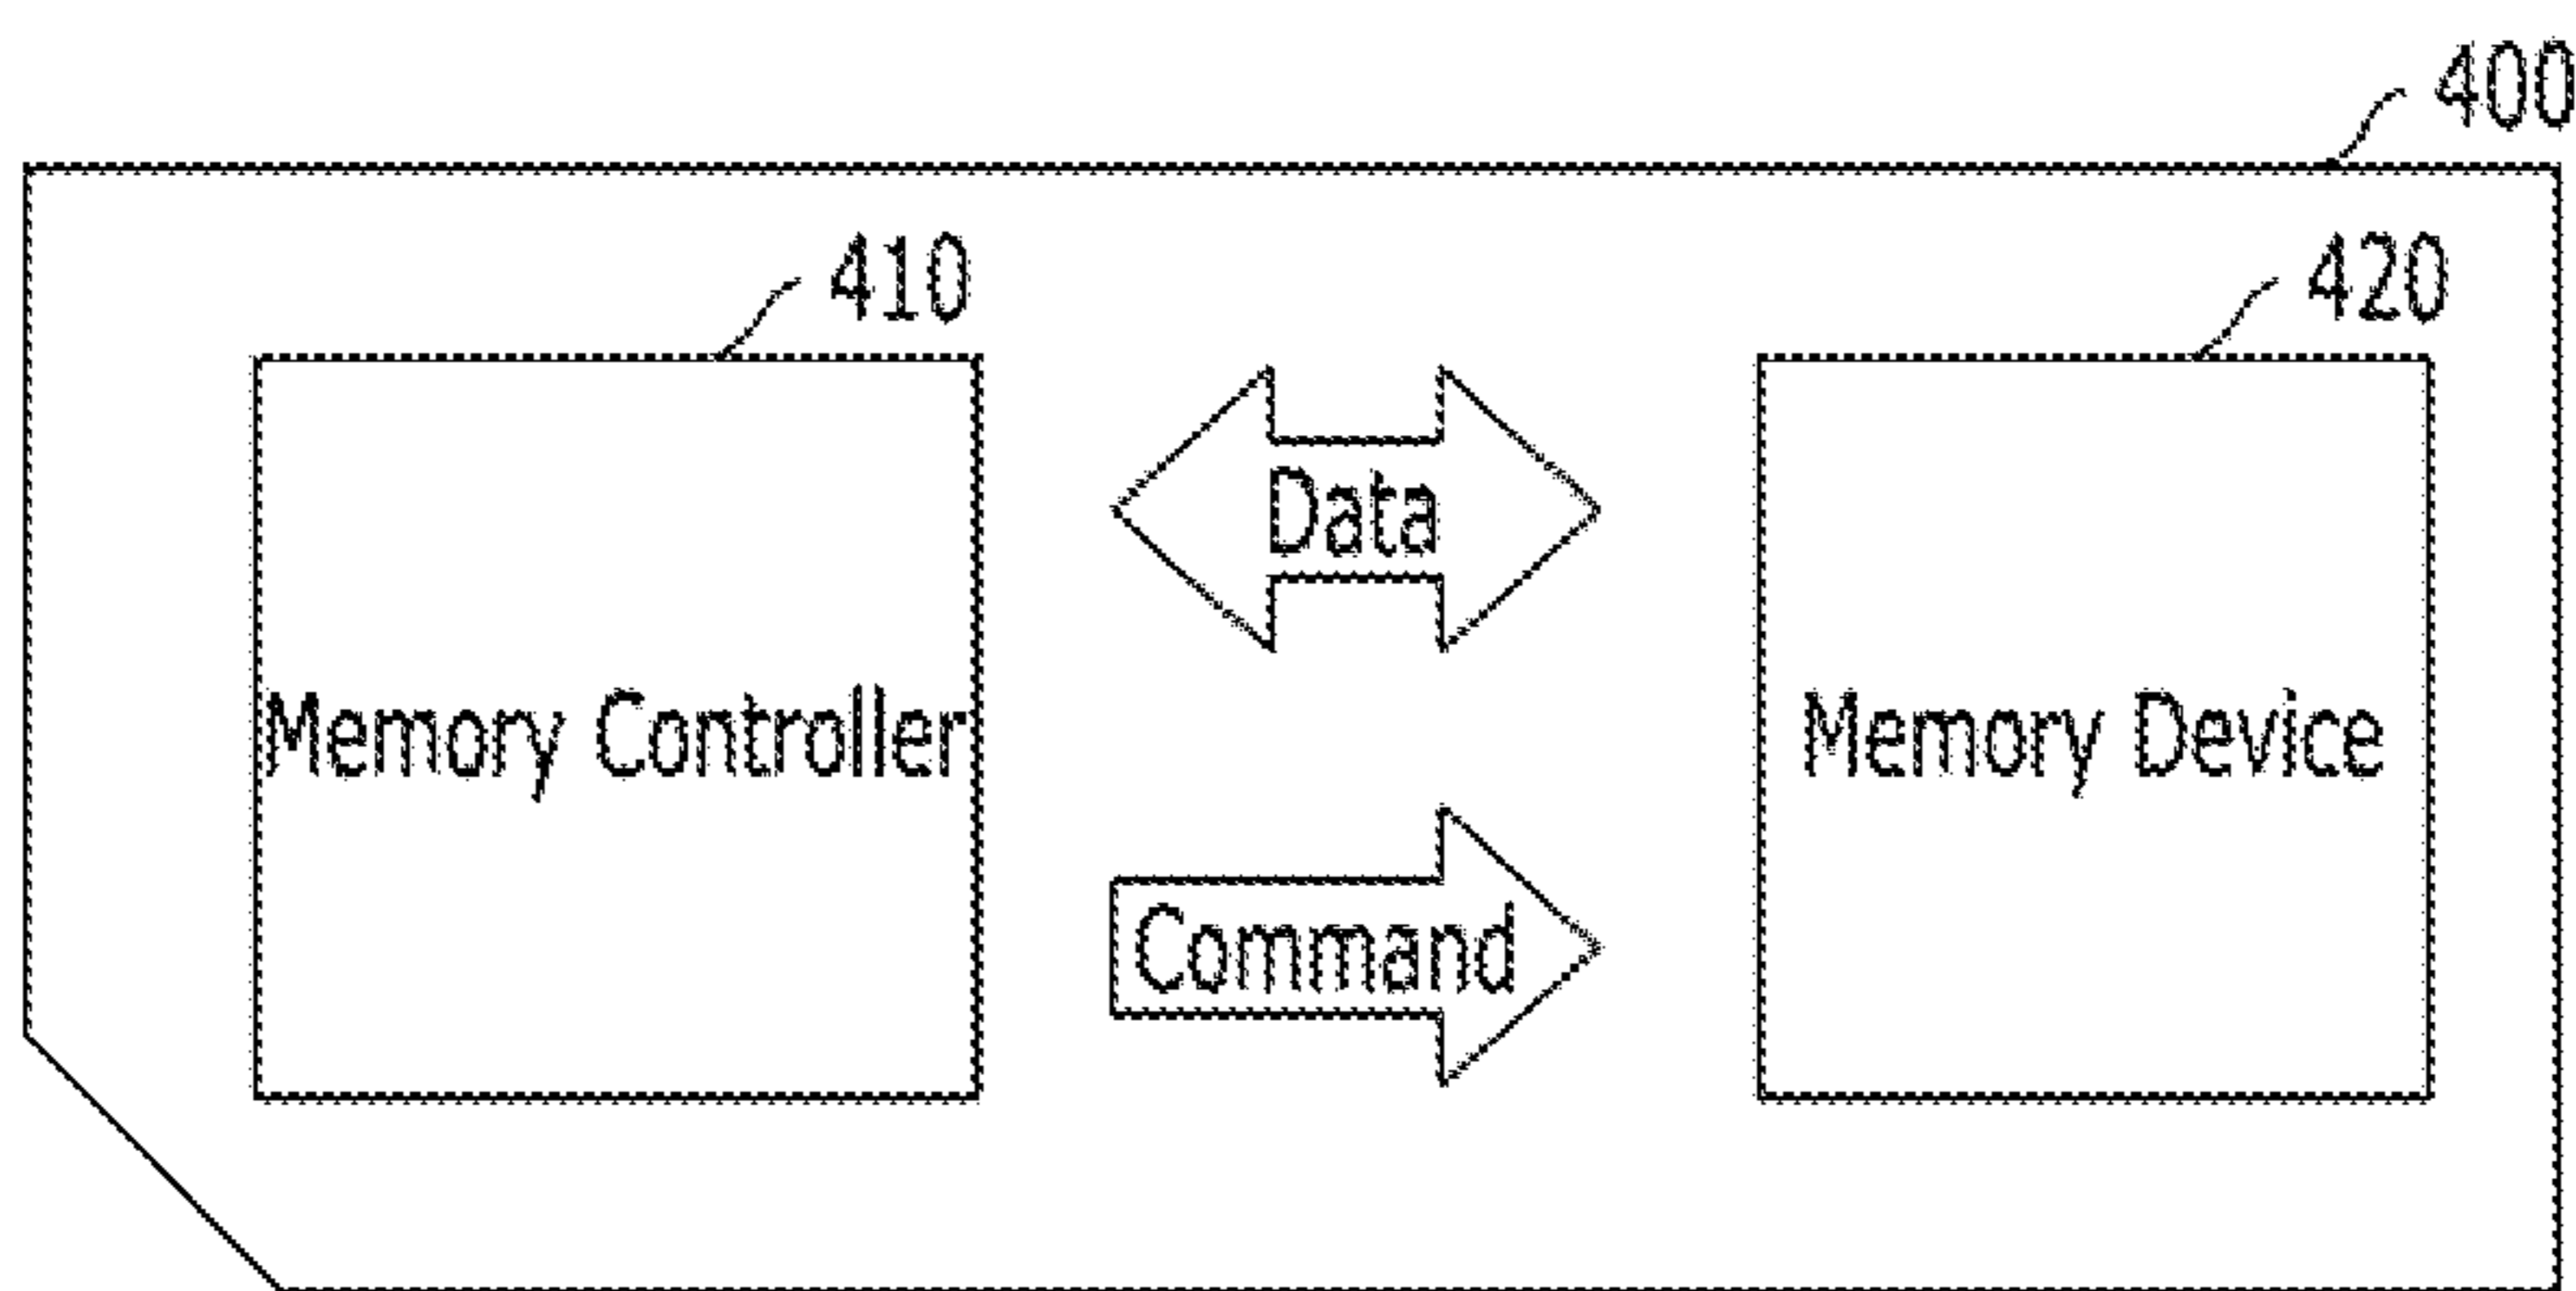 400
410
420
Data
Memory Controller
Memory Device
Command